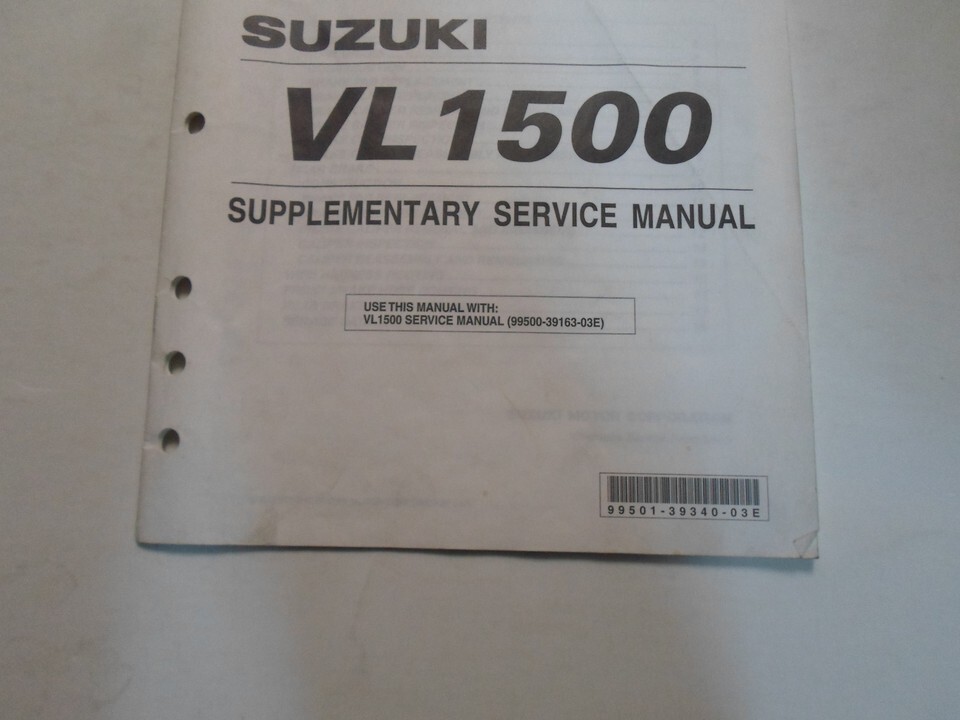 SUZUKI
VL1500
SUPPLEMENTARY SERVICE MANUAL
USE THIS MANUAL WITH:
VL1500 SERVICE MANUAL (99500-39163-03E)
99501-39340-03E